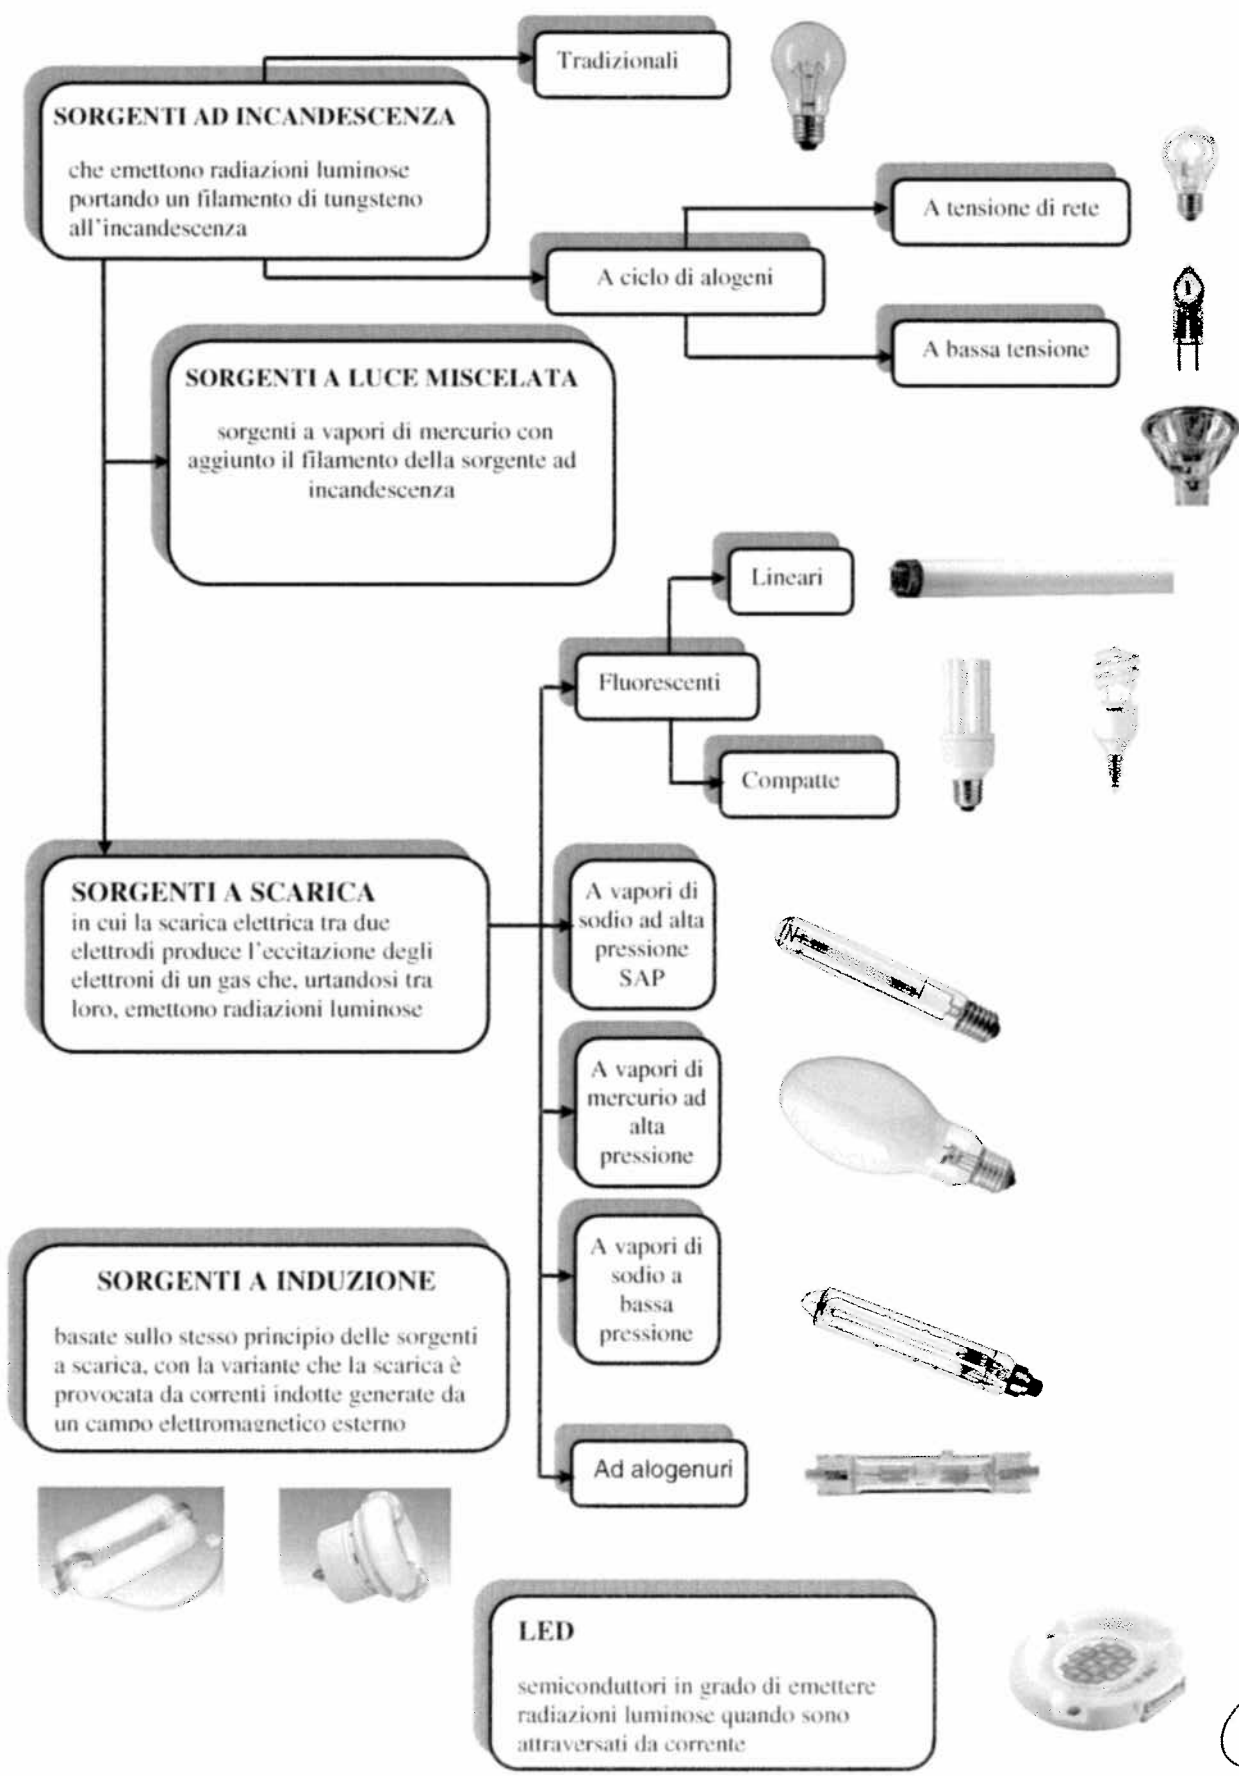 Tradizionali
SORGENTI AD INCANDESCENZA
che emettono radiazioni luminose
portando un filamento di tungsteno
all'incandescenza
A tensione di rete
A ciclo di alogeni
A bassa tensione
SORGENTI A LUCE MISCELATA
sorgenti a vapori di mercurio con
aggiunto il filamento della sorgente ad
incandescenza
Lineari
Fluorescenti
Compatte
SORGENTI A SCARICA
in cui la scarica elettrica tra due
elettrodi produce l'eccitazione degli
elettroni di un gas che, urtandosi tra
loro, emettono radiazioni luminose
A vapori di
sodio ad alta
pressione
SAP
A vapori di
mercurio ad
alta
pressione
A vapori di
sodio a
bassa
pressione
Ad alogenuri
SORGENTI A INDUZIONE
basate sullo stesso principio delle sorgenti
a scarica, con la variante che la scarica è
provocata da correnti indotte generate da
un campo elettromagnetico esterno
LED
semiconduttori in grado di emettere
radiazioni luminose quando sono
attraversati da corrente